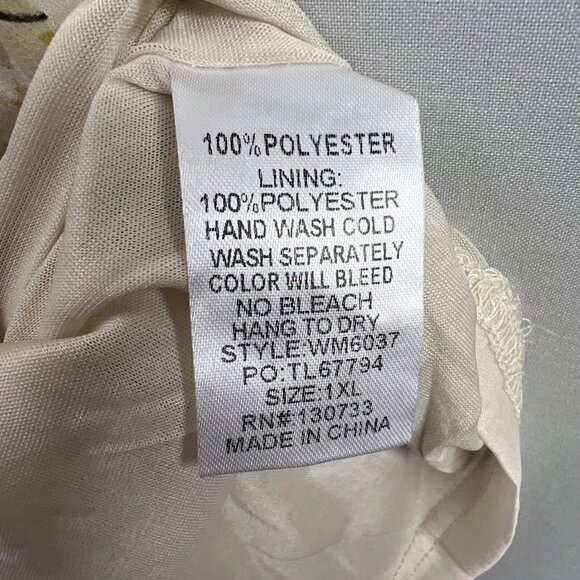 100%POLYESTER
LINING:
100%POLYESTER
HAND WASH COLD
WASH SEPARATELY
COLOR WILL BLEED
NO BLEACH
HANG TO DRY
STYLE:WM6037
PO:TL67794
SIZE:1XL
RN#:130733
MADE IN CHINA